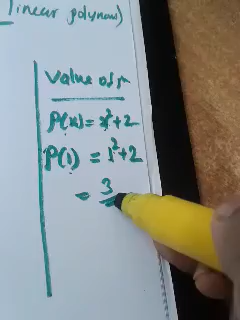 (linear polynom)
Value of
P(x) = x²+2
P(1) = 1²+2
= 3